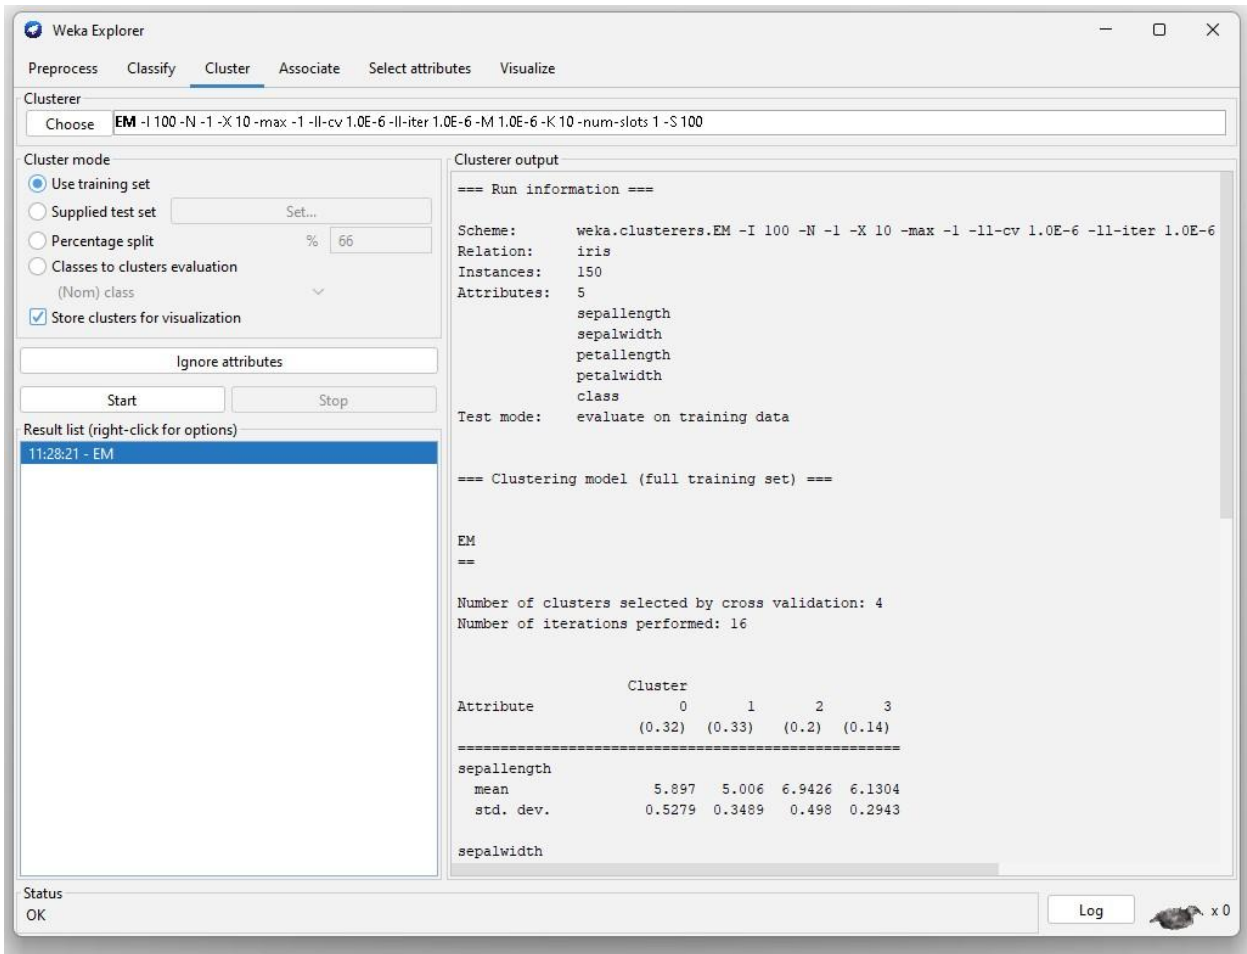 Weka Explorer
Preprocess Classify Cluster Associate Select attributes Visualize
Clusterer
Choose EM -I 100 -N -1 -X 10 -max -1 -ll-cv 1.0E-6 -ll-iter 1.0E-6 -M 1.0E-6 -K 10 -num-slots 1 -S 100
Cluster mode
Use training set
Supplied test set Set...
Percentage split % 66
Classes to clusters evaluation
(Nom) class
Store clusters for visualization
Ignore attributes
Start Stop
Result list (right-click for options)
11:28:21 - EM
Clusterer output
=== Run information ===
Scheme: weka.clusterers.EM -I 100 -N -1 -X 10 -max -1 -ll-cv 1.0E-6 -ll-iter 1.0E-6
Relation: iris
Instances: 150
Attributes: 5
sepallength
sepalwidth
petallength
petalwidth
class
Test mode: evaluate on training data
=== Clustering model (full training set) ===
EM
==
Number of clusters selected by cross validation: 4
Number of iterations performed: 16
Cluster
Attribute 0 1 2 3
(0.32) (0.33) (0.2) (0.14)
====================================================
sepallength
mean 5.897 5.006 6.9426 6.1304
std. dev. 0.5279 0.3489 0.498 0.2943
sepalwidth
Status
OK
Log x 0